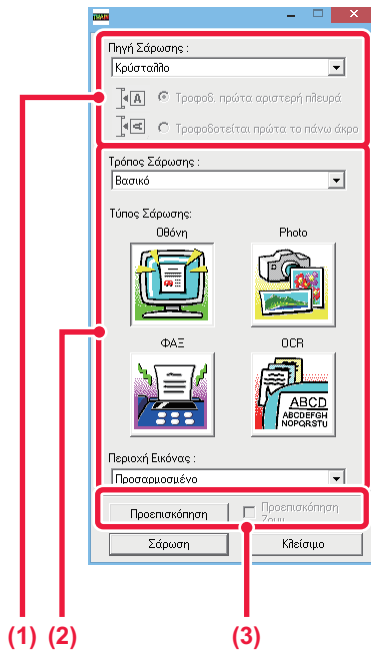 Πηγή Σάρωσης :
Κρύσταλλο
A Τροφοδ. πρώτα αριστερή πλευρά
A Τροφοδοτείται πρώτα το πάνω άκρο
Τρόπος Σάρωσης :
Βασικό
Τύπος Σάρωσης:
Οθόνη Photo
ΦΑΞ OCR
ABCD
ABCDEFGH
NOPQRSTU
Περιοχή Εικόνας :
Προσαρμοσμένο
Προεπισκόπηση Προεπισκόπηση
Ζουμ
Σάρωση Κλείσιμο
(1) (2) (3)